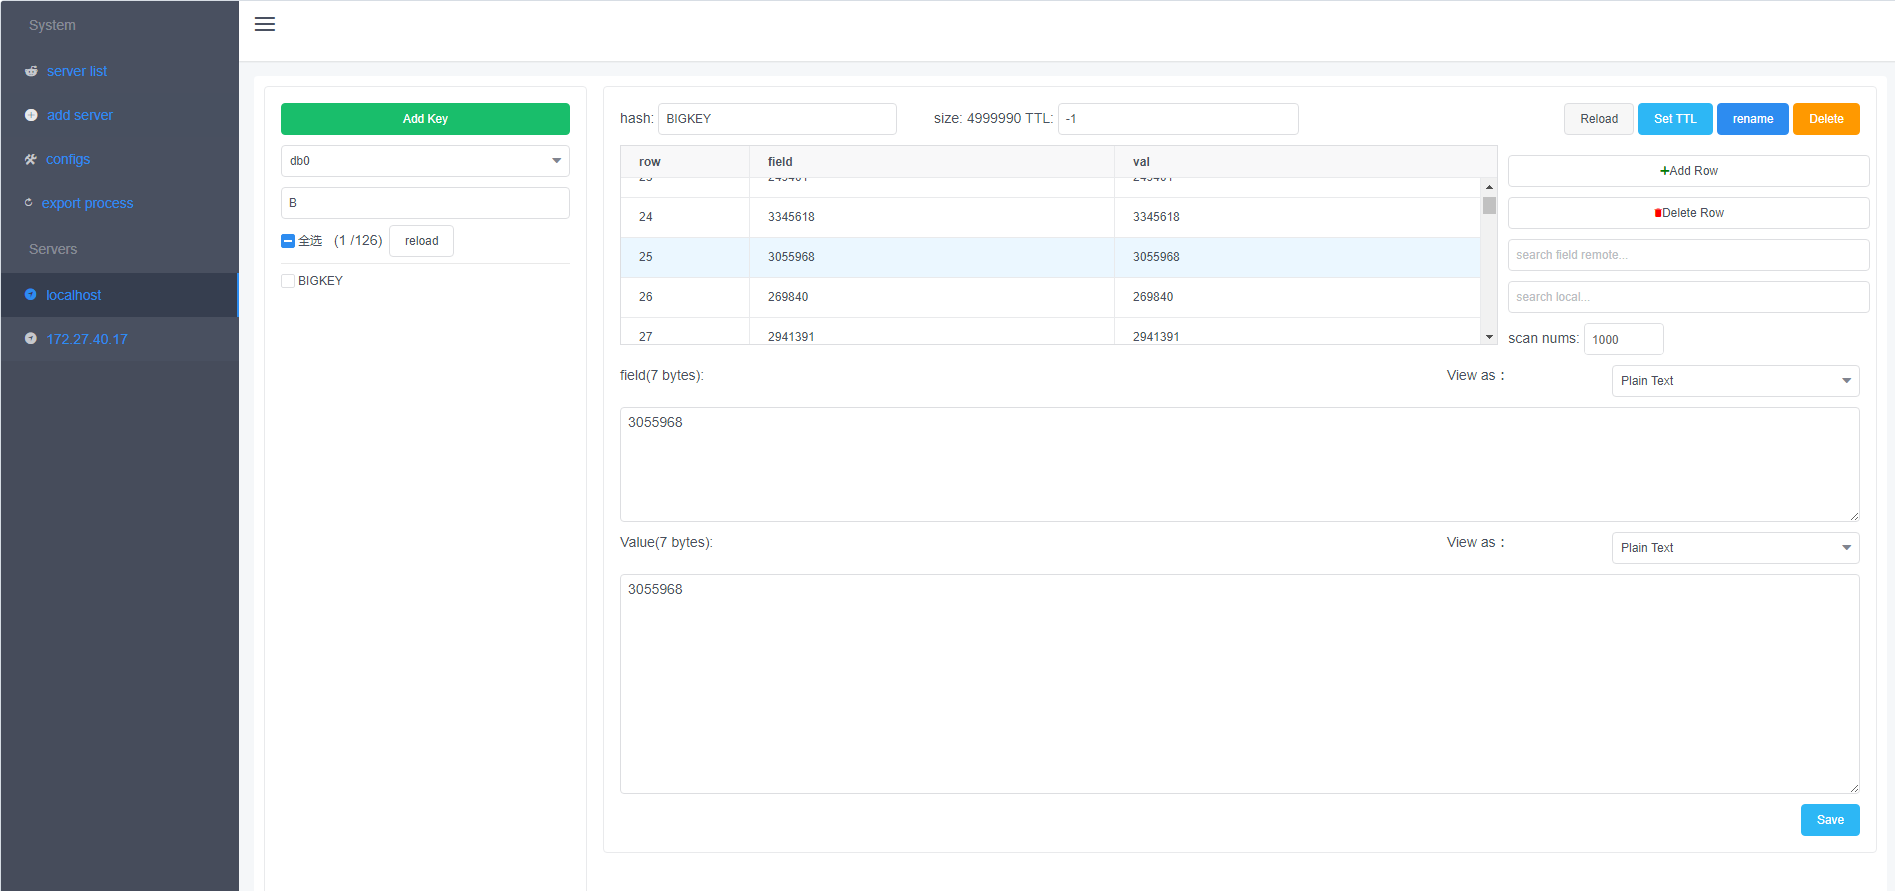 System
server list
add server
configs
export process
Servers
localhost
172.27.40.17
Add Key
db0
B
全选 (1 /126) reload
BIGKEY
hash: BIGKEY size: 4999990 TTL: -1 Reload Set TTL rename Delete
row field val
24 3345618 3345618
25 3055968 3055968
26 269840 269840
27 2941391 2941391
+Add Row
Delete Row
search field remote...
search local...
scan nums: 1000
field(7 bytes): View as： Plain Text
3055968
Value(7 bytes): View as： Plain Text
3055968
Save